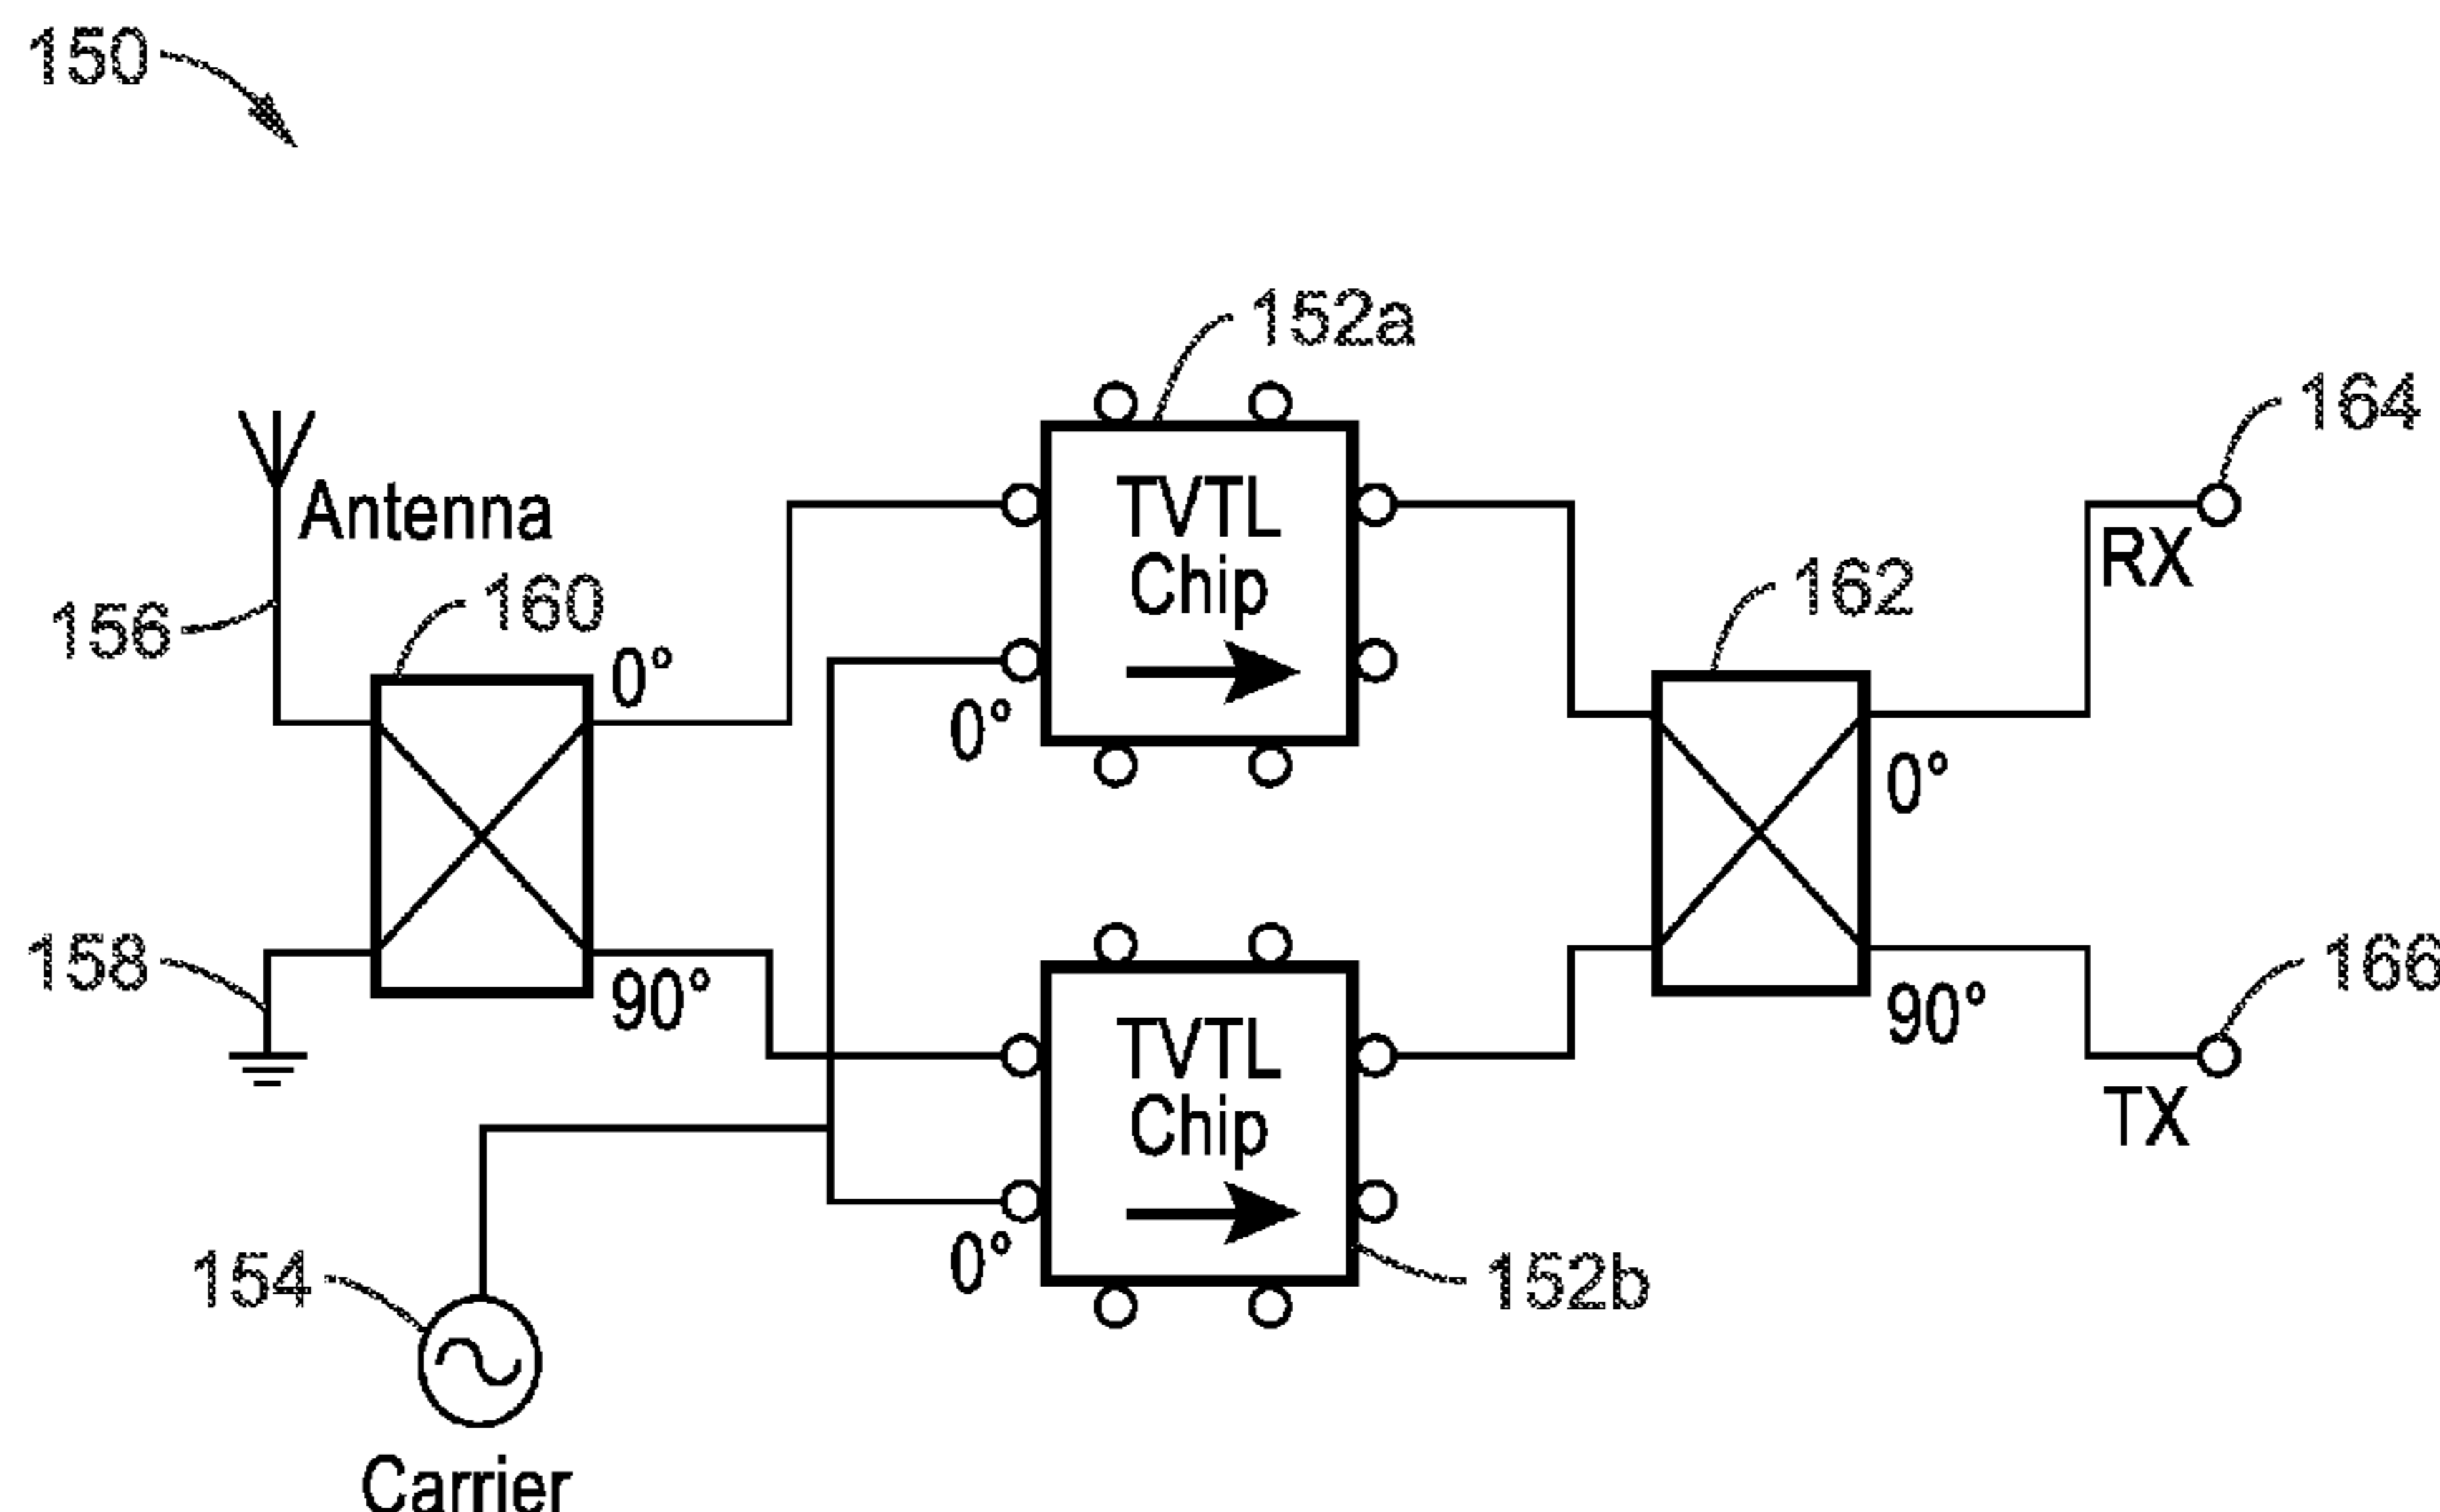 150
152a
164
TVTL
Chip
Antenna
RX
162
160
156
0°
0°
0°
158
90°
90°
166
TVTL
Chip
TX
0°
154
152b
Carrier